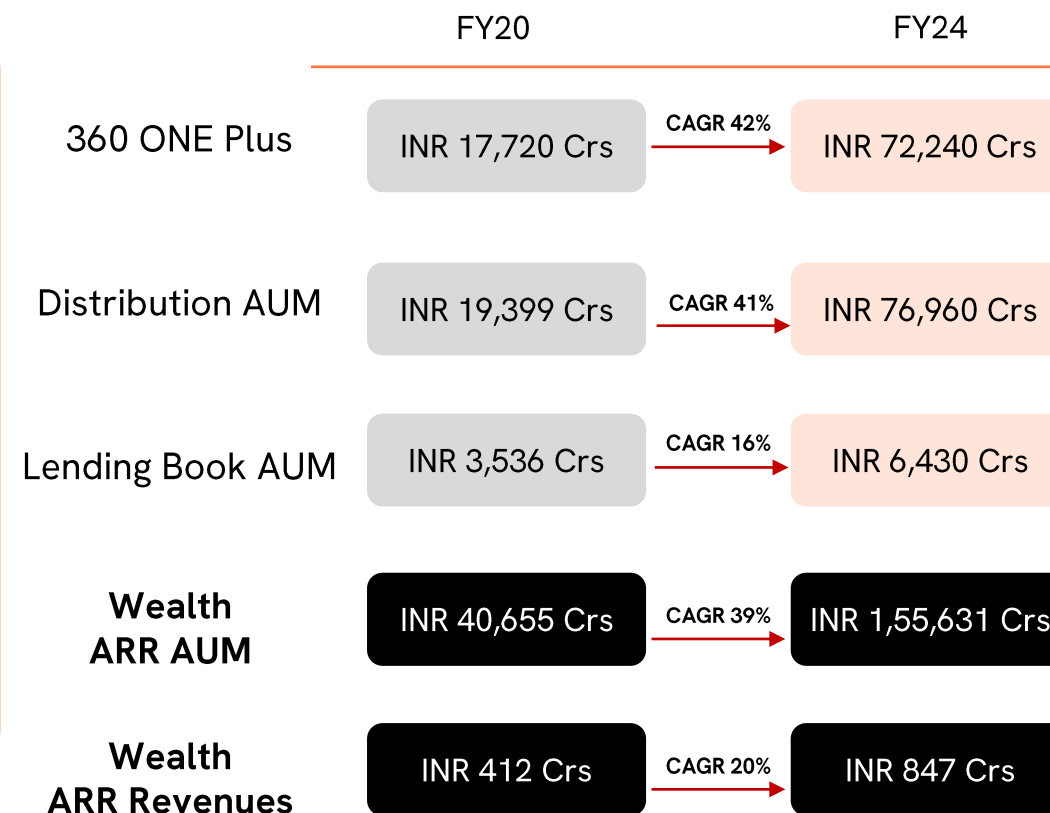 FY20 FY24
360 ONE Plus INR 17,720 Crs CAGR 42% INR 72,240 Crs
Distribution AUM INR 19,399 Crs CAGR 41% INR 76,960 Crs
Lending Book AUM INR 3,536 Crs CAGR 16% INR 6,430 Crs
Wealth
ARR AUM INR 40,655 Crs CAGR 39% INR 1,55,631 Crs
Wealth
ARR Revenues INR 412 Crs CAGR 20% INR 847 Crs